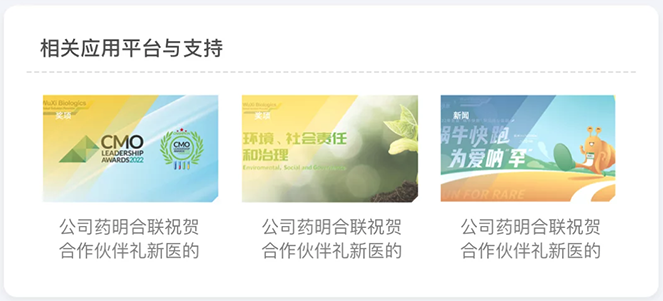 相关应用平台与支持
WuXi Biologics
奖项
CMO
LEADERSHIP
AWARDS2022
CMO
WuXi Biologics
奖项
环境、社会责任
和治理
Environmental, Social and
新闻
蜗牛快跑
为爱呐 罕
RUN FOR RARE
公司药明合联祝贺
合作伙伴礼新医的
公司药明合联祝贺
合作伙伴礼新医的
公司药明合联祝贺
合作伙伴礼新医的